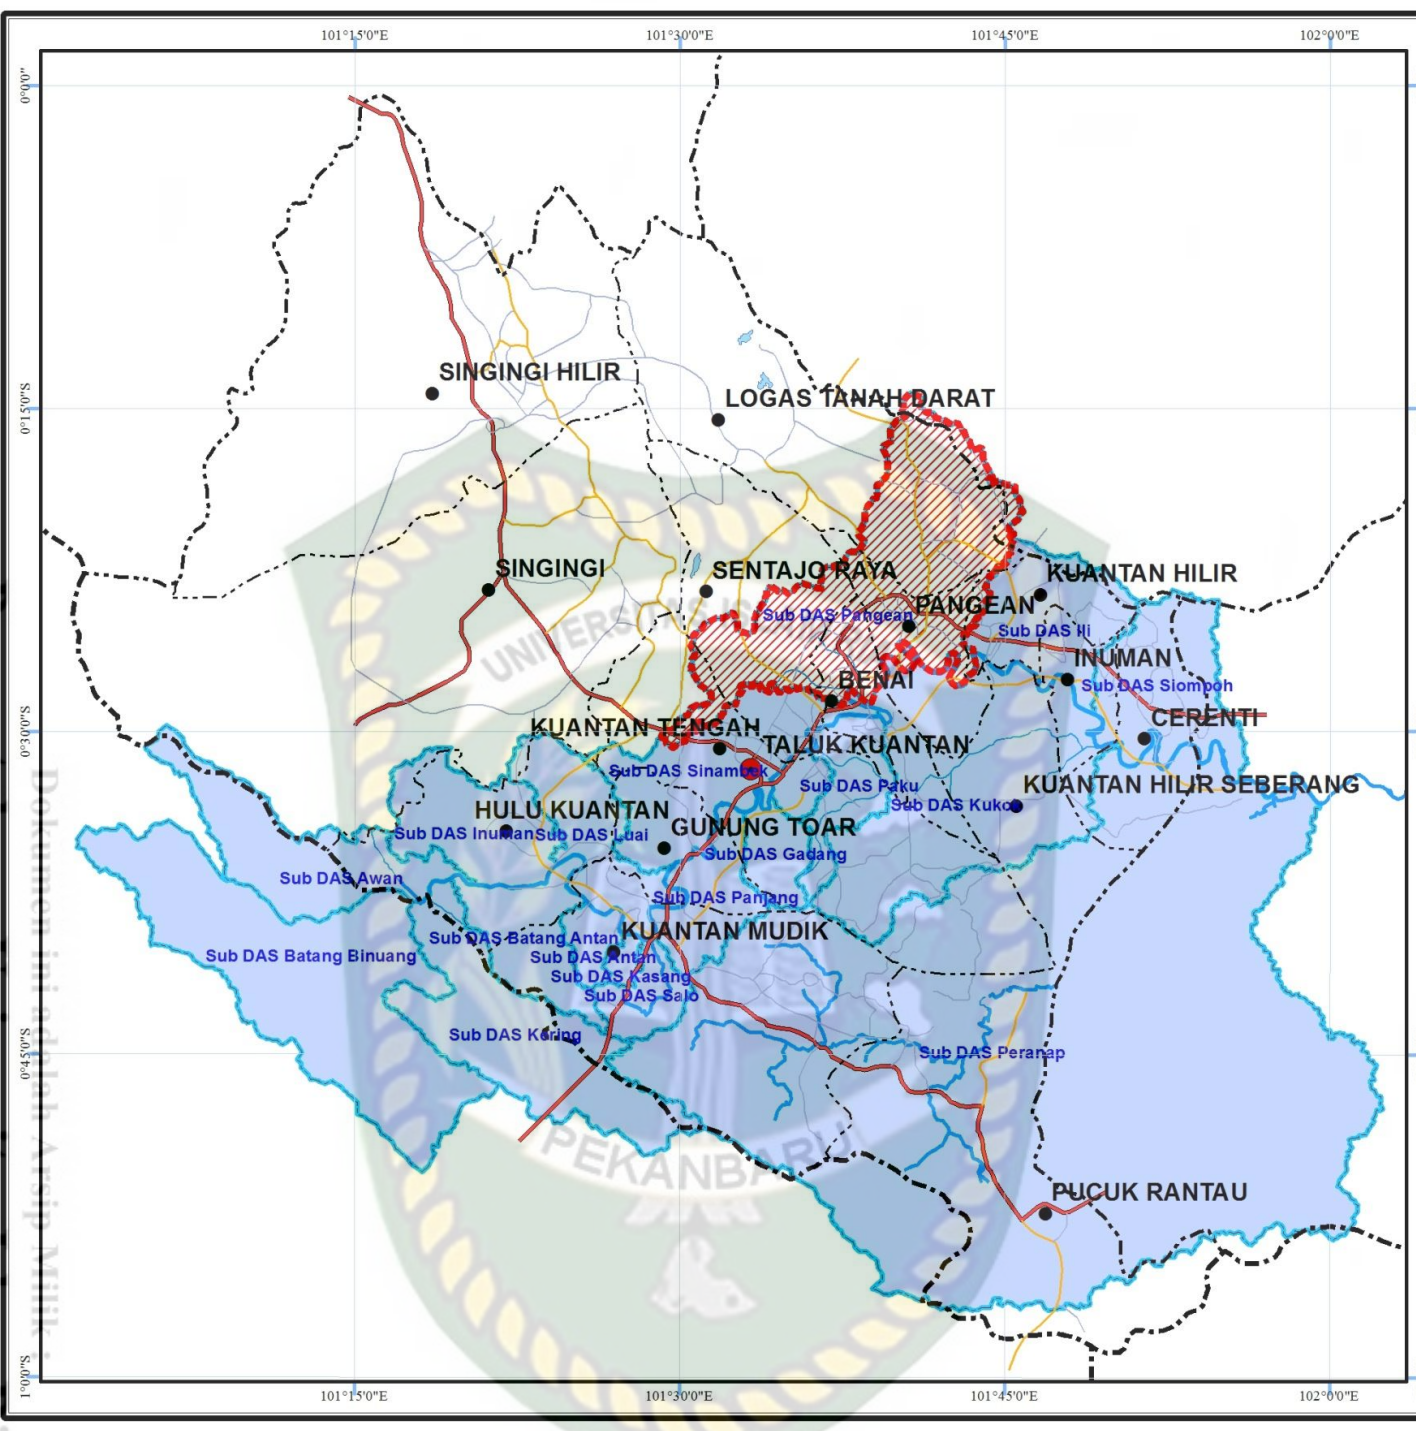 101°15'0"E 101°30'0"E 101°45'0"E 102°0'0"E
0°0'0"
SINGINGI HILIR
LOGAS TANAH DARAT
0°15'0"S
SINGINGI
SENTAJO RAYA
KUANTAN HILIR
UNIVERSITAS IS
Sub DAS Pangean
PANGEAN
Sub DAS Ili
INUMAN
BENAI
Sub DAS Siompoh
CERENTI
0°30'0"S
KUANTAN TENGAH
TALUK KUANTAN
Sub DAS Sinambek
Sub DAS Paku
KUANTAN HILIR SEBERANG
Sub DAS Kukok
HULU KUANTAN
GUNUNG TOAR
Sub DAS Inuman
Sub DAS Luai
Sub DAS Gadang
Sub DAS Awan
Sub DAS Panjang
KUANTAN MUDIK
Sub DAS Batang Antan
Sub DAS Batang Binuang
Sub DAS Antan
Sub DAS Kasang
Sub DAS Salo
Sub DAS Kering
0°45'0"S
Sub DAS Peranap
PEKANBARU
PUCUK RANTAU
1°0'0"S
101°15'0"E 101°30'0"E 101°45'0"E 102°0'0"E
Dokumen ini adalah Arsip Milik :